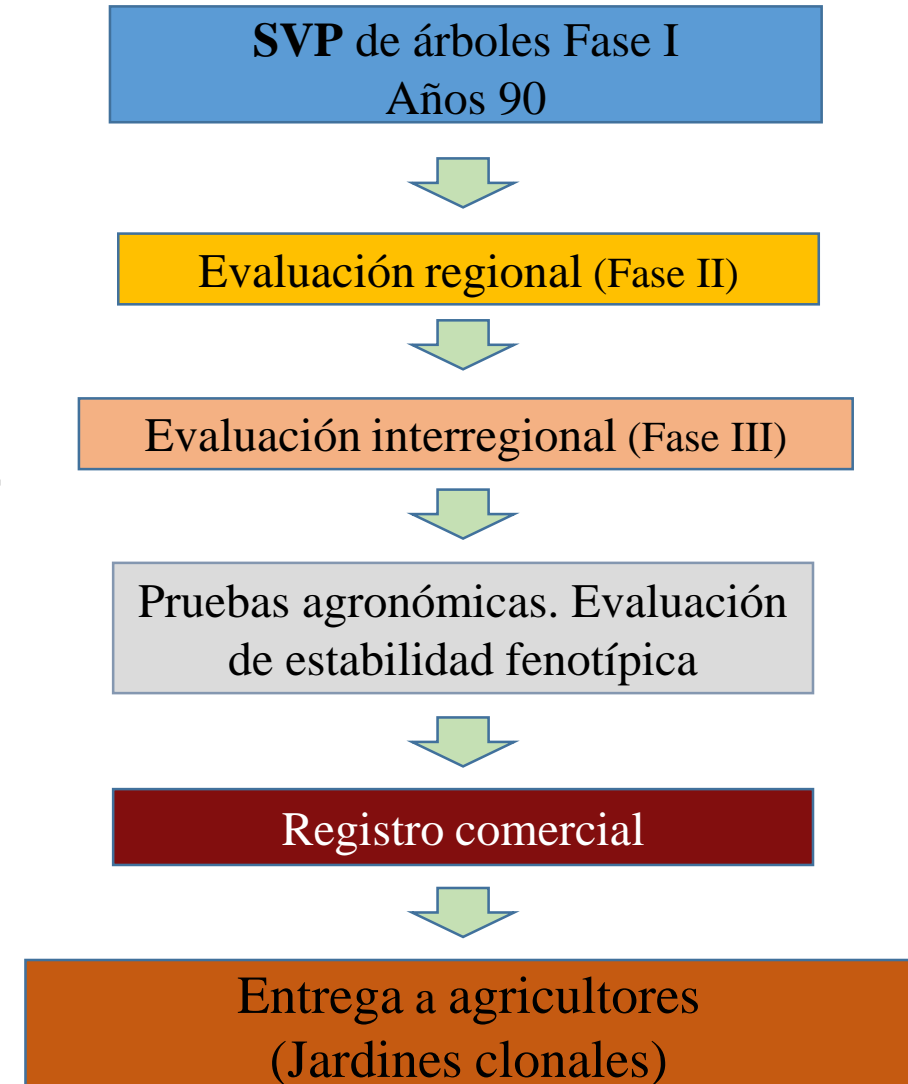 SVP de árboles Fase I
Años 90
Evaluación regional (Fase II)
Evaluación interregional (Fase III)
Pruebas agronómicas. Evaluación
de estabilidad fenotípica
Registro comercial
Entrega a agricultores
(Jardines clonales)